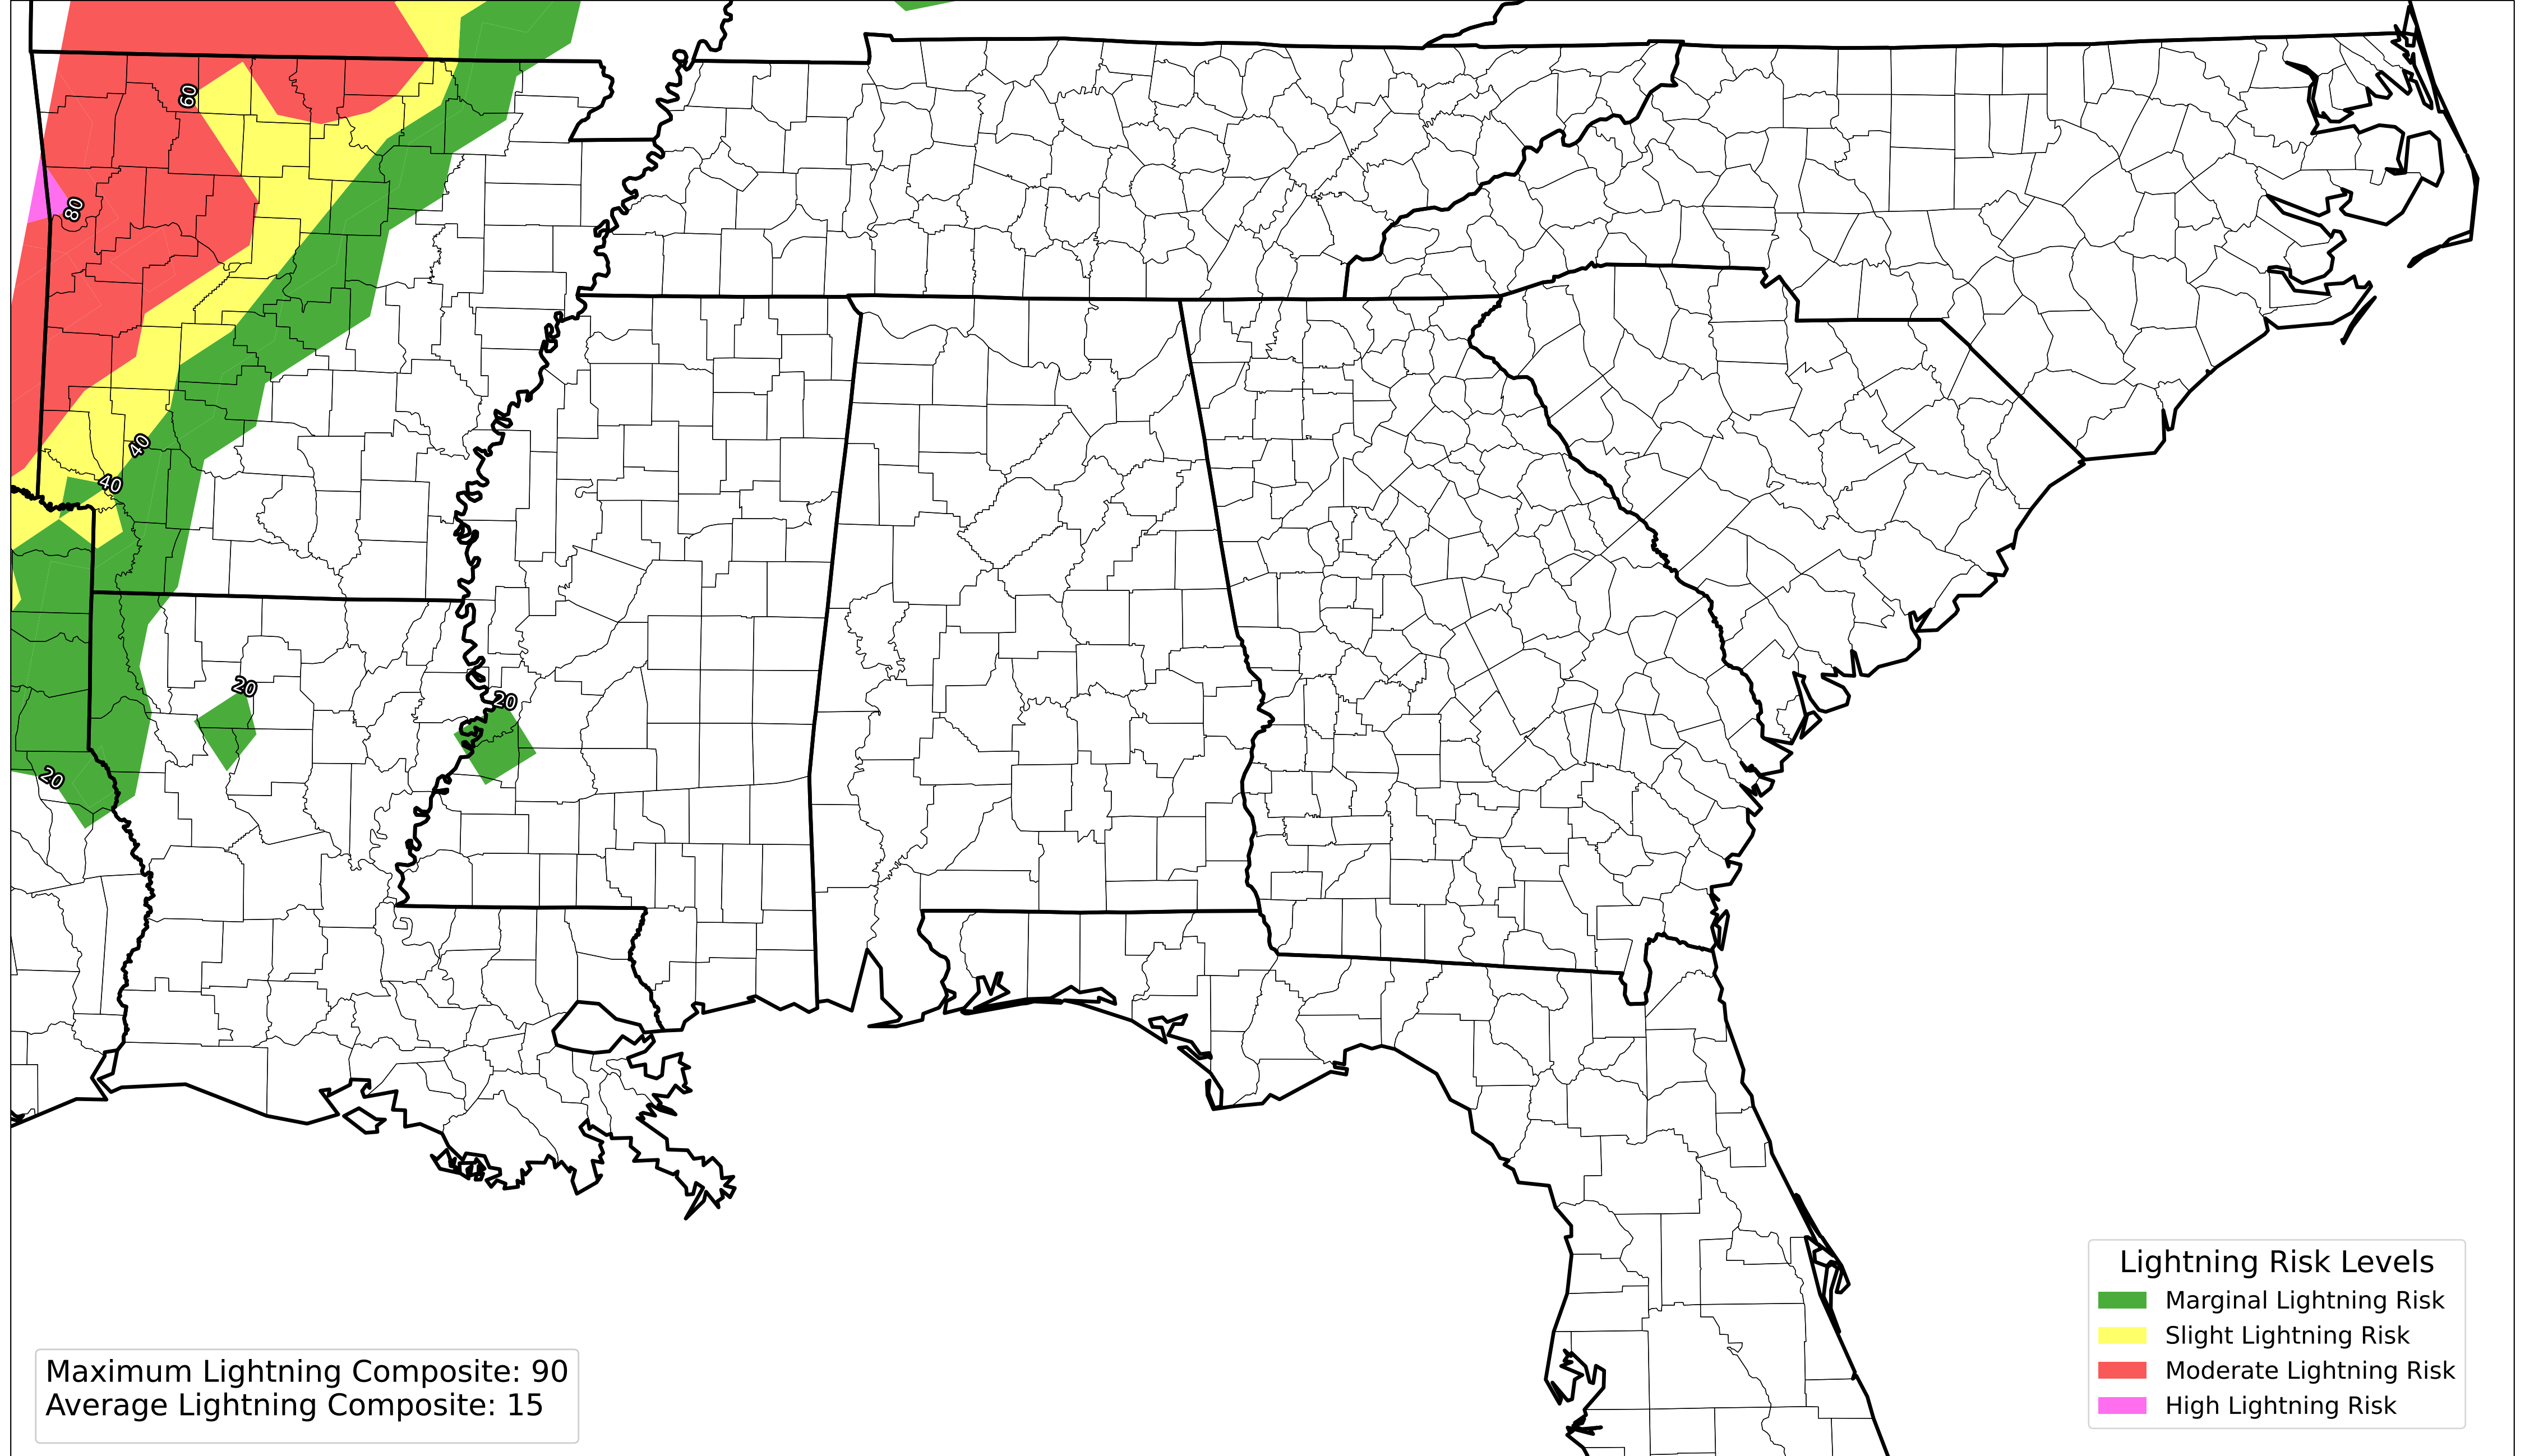 60
80
40
40
20
20
20
Lightning Risk Levels
Marginal Lightning Risk
Slight Lightning Risk
Moderate Lightning Risk
High Lightning Risk
Maximum Lightning Composite: 90
Average Lightning Composite: 15